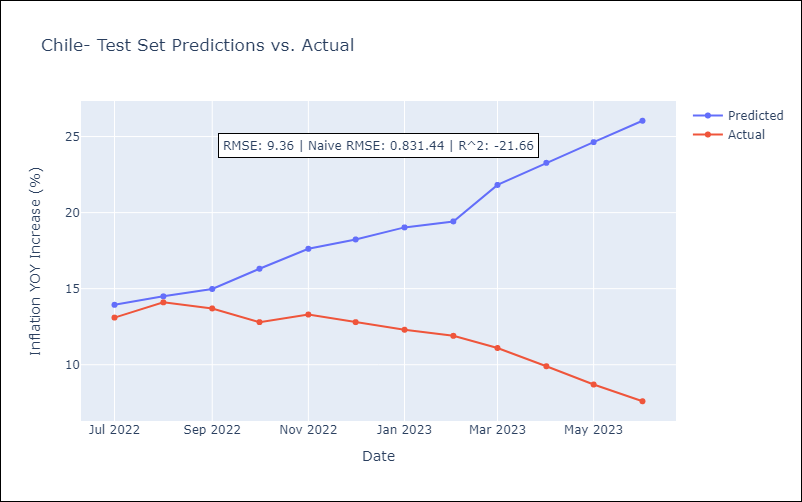 Chile- Test Set Predictions vs. Actual
RMSE: 9.36 | Naive RMSE: 0.831.44 | R^2: -21.66
Predicted
Actual
Inflation YOY Increase (%)
25
20
15
10
Jul 2022
Sep 2022
Nov 2022
Jan 2023
Mar 2023
May 2023
Date